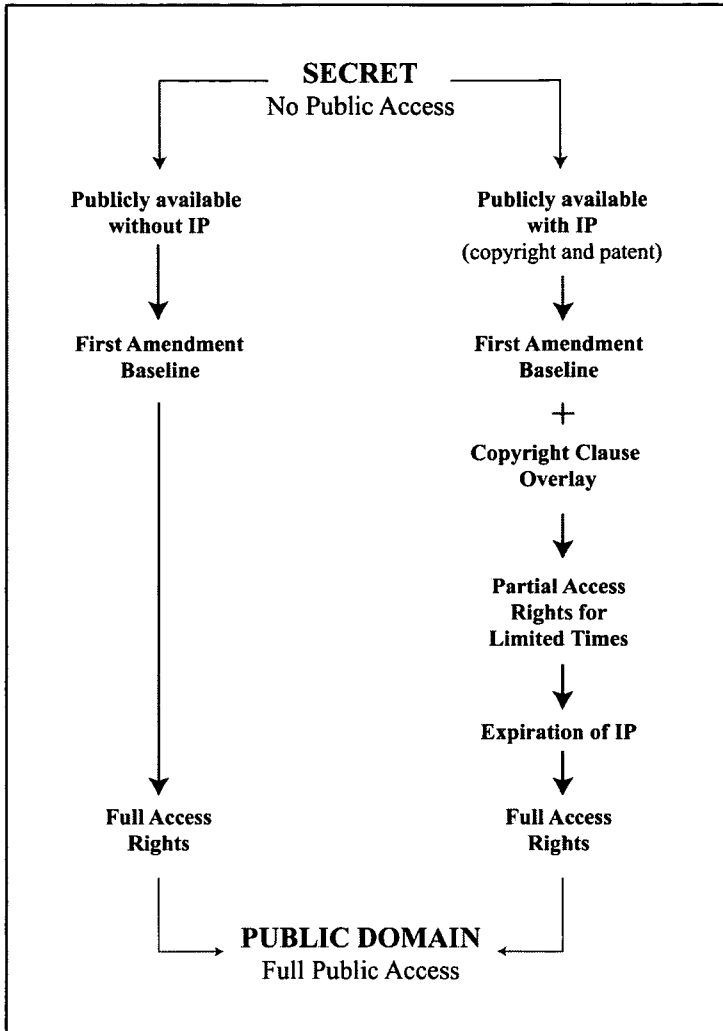 SECRET
No Public Access
Publicly available
without IP
First Amendment
Baseline
Full Access
Rights
Publicly available
with IP
(copyright and patent)
First Amendment
Baseline
+
Copyright Clause
Overlay
Partial Access
Rights for
Limited Times
Expiration of IP
Full Access
Rights
PUBLIC DOMAIN
Full Public Access